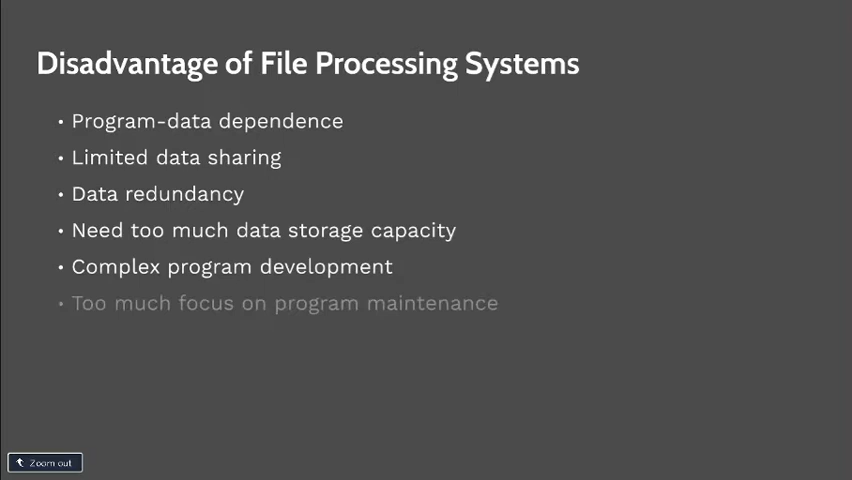 Disadvantage of File Processing Systems
• Program-data dependence
• Limited data sharing
• Data redundancy
• Need too much data storage capacity
• Complex program development
• Too much focus on program maintenance
Zoom out